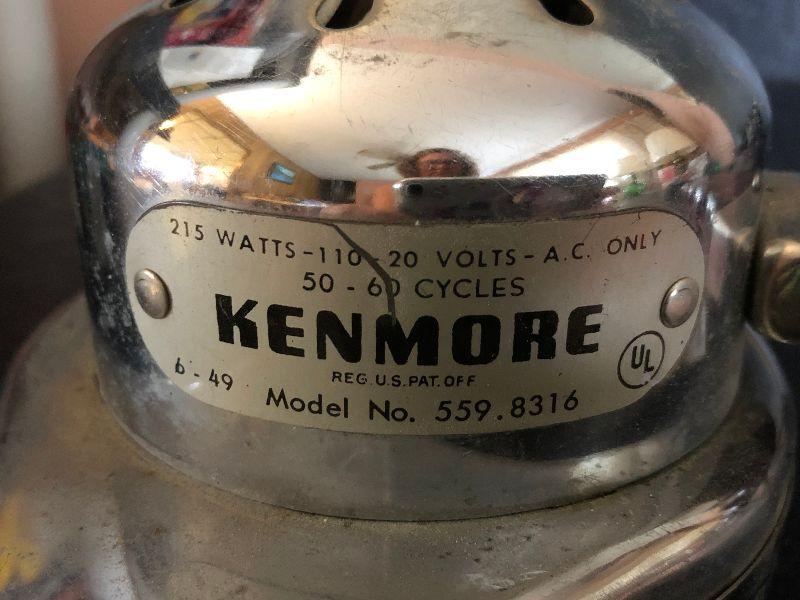 215 WATTS-110-20 VOLTS-A.C. ONLY
50-60 CYCLES
KENMORE
REG. U.S. PAT. OFF
UL
6-49
Model No. 559.8316